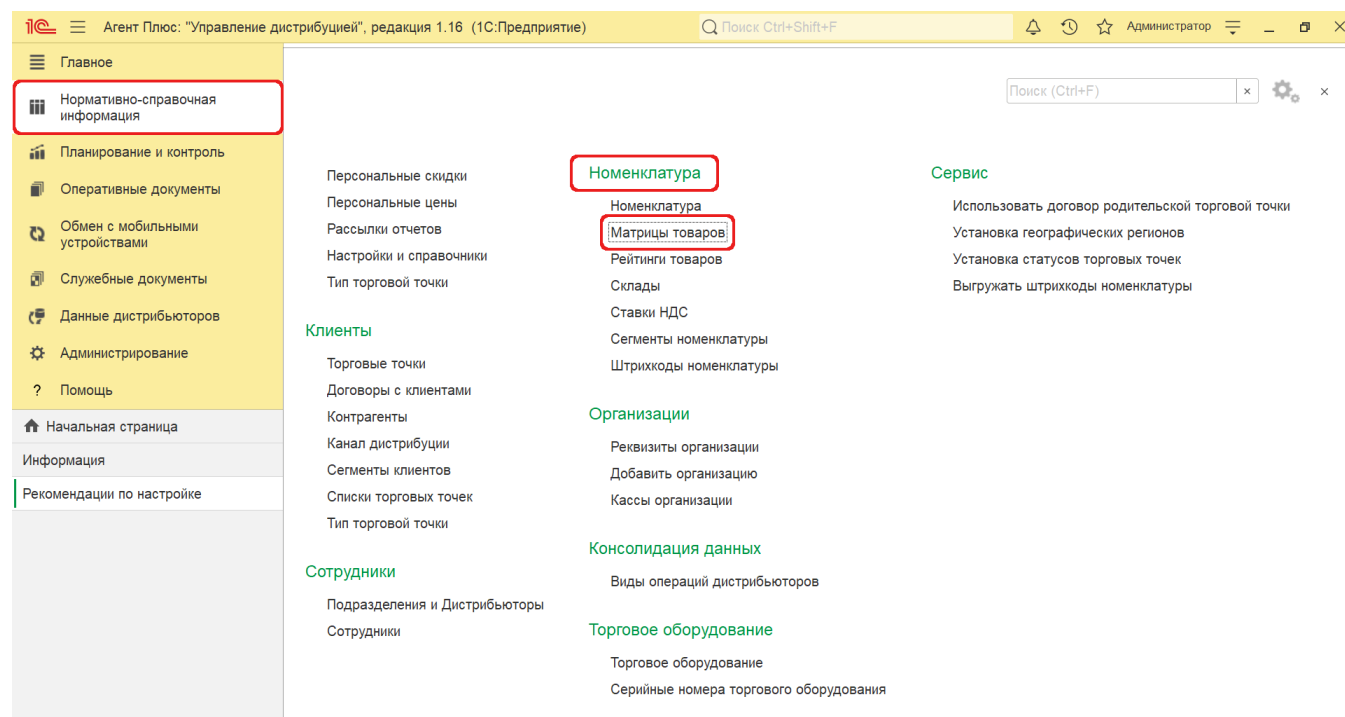 1С Агент Плюс: "Управление дистрибуцией", редакция 1.16 (1С:Предприятие)
Поиск Ctrl+Shift+F
Администратор
Главное
Нормативно-справочная
информация
Планирование и контроль
Оперативные документы
Обмен с мобильными
устройствами
Служебные документы
Данные дистрибьюторов
Администрирование
? Помощь
Начальная страница
Информация
Рекомендации по настройке
Поиск (Ctrl+F)
Персональные скидки
Персональные цены
Рассылки отчетов
Настройки и справочники
Тип торговой точки
Клиенты
Торговые точки
Договоры с клиентами
Контрагенты
Канал дистрибуции
Сегменты клиентов
Списки торговых точек
Тип торговой точки
Сотрудники
Подразделения и Дистрибьюторы
Сотрудники
Номенклатура
Номенклатура
Матрицы товаров
Рейтинги товаров
Склады
Ставки НДС
Сегменты номенклатуры
Штрихкоды номенклатуры
Организации
Реквизиты организации
Добавить организацию
Кассы организации
Консолидация данных
Виды операций дистрибьюторов
Торговое оборудование
Торговое оборудование
Серийные номера торгового оборудования
Сервис
Использовать договор родительской торговой точки
Установка географических регионов
Установка статусов торговых точек
Выгружать штрихкоды номенклатуры